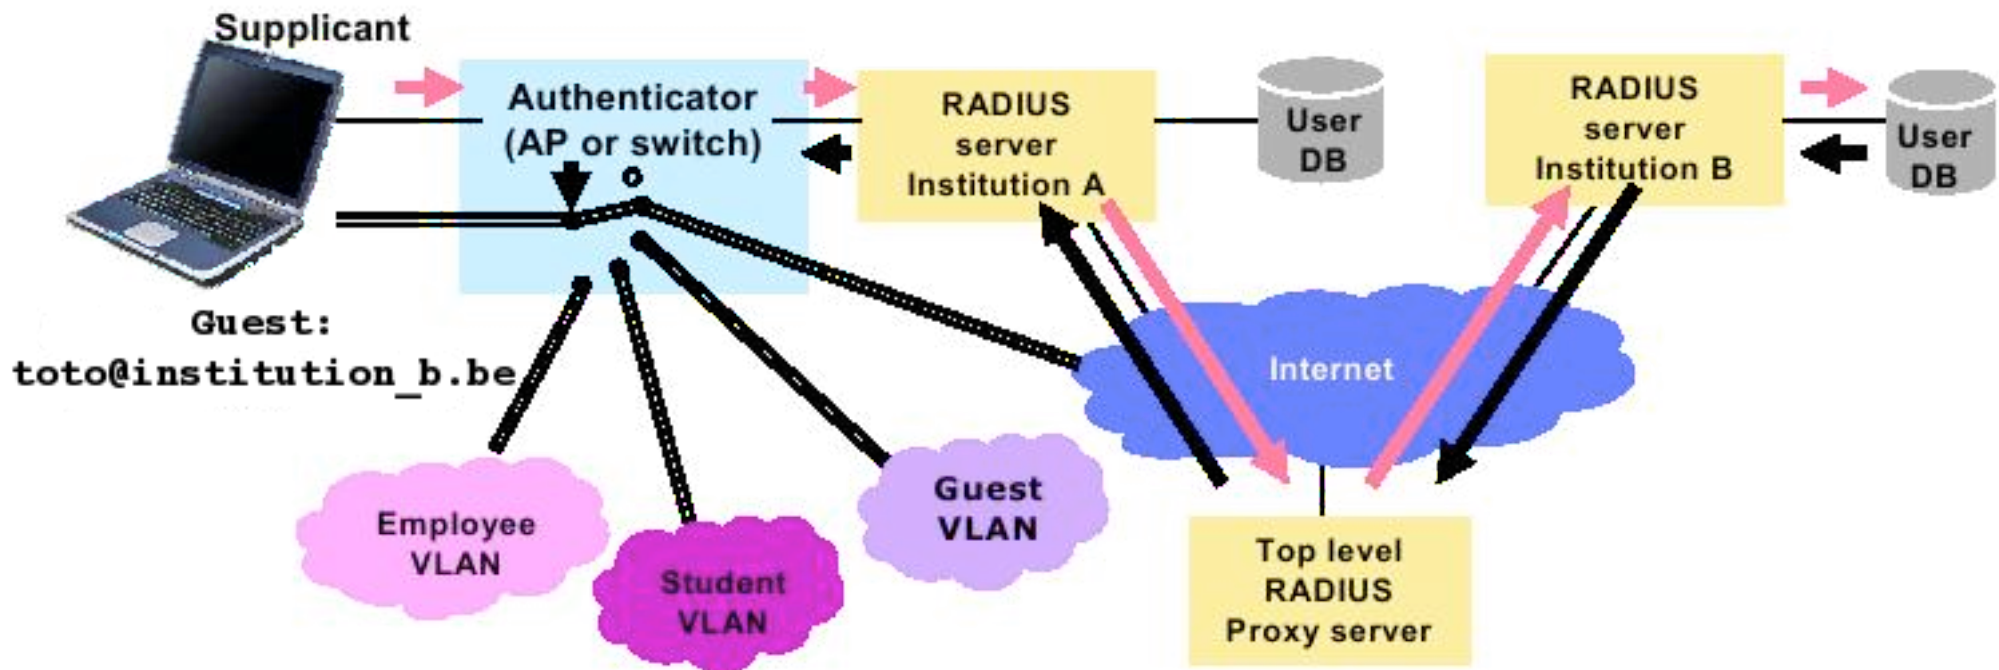 Supplicant
Authenticator
(AP or switch)
RADIUS
server
Institution A
User
DB
RADIUS
server
Institution B
User
DB
Guest:
toto@institution_b.be
Internet
Employee
VLAN
Student
VLAN
Guest
VLAN
Top level
RADIUS
Proxy server